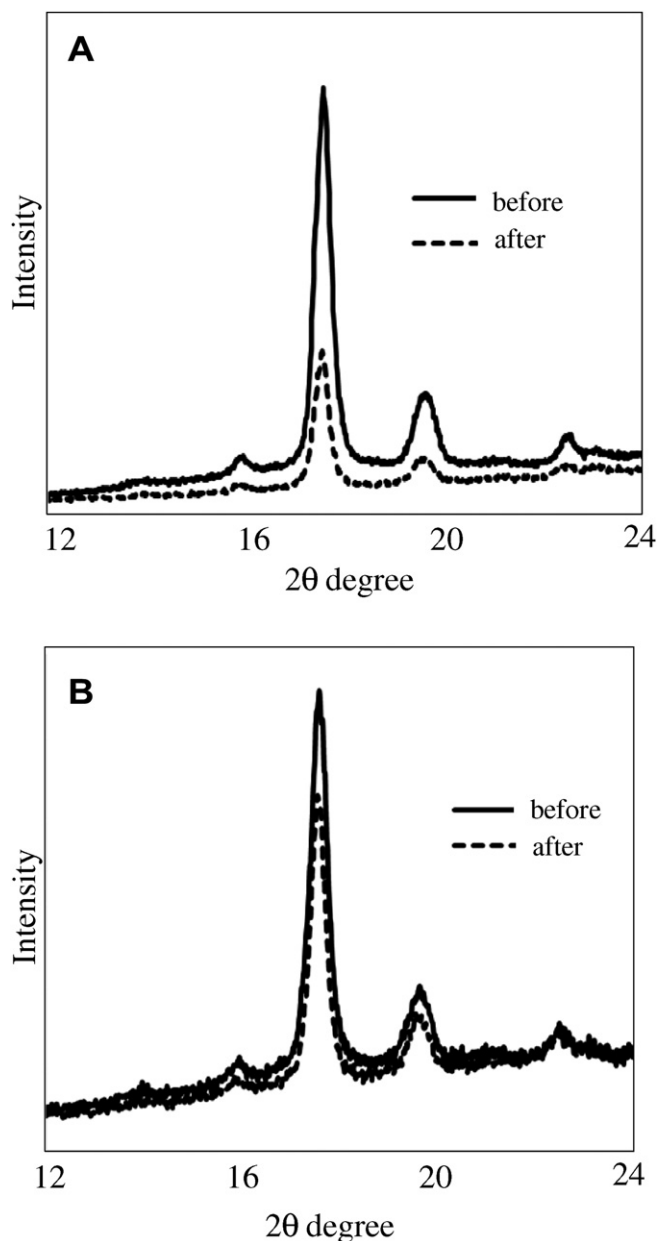 A
Intensity
before
after
12 16 20 24
2θ degree
B
Intensity
before
after
12 16 20 24
2θ degree